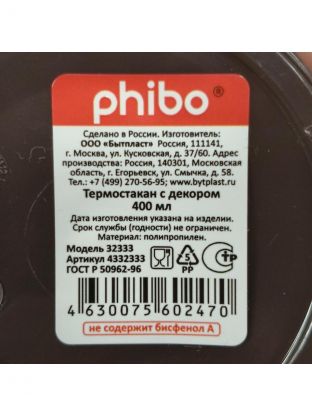 phibo®
Сделано в России. Изготовитель:
ООО «Бытпласт» Россия, 111141,
г. Москва, ул. Кусковская, д. 37/60. Адрес
производства: Россия, 140301, Московская
область, г. Егорьевск, ул. Смычка, д. 58.
Тел.: +7 (499) 270-56-95; www.bytplast.ru
Термостакан с декором
400 мл
Дата изготовления указана на изделии.
Срок службы (годности) не ограничен.
Материал: полипропилен.
Модель 32333
Артикул 4332333
ГОСТ Р 50962-96
5
PP
СТР
4 630075 602470
не содержит бисфенол А